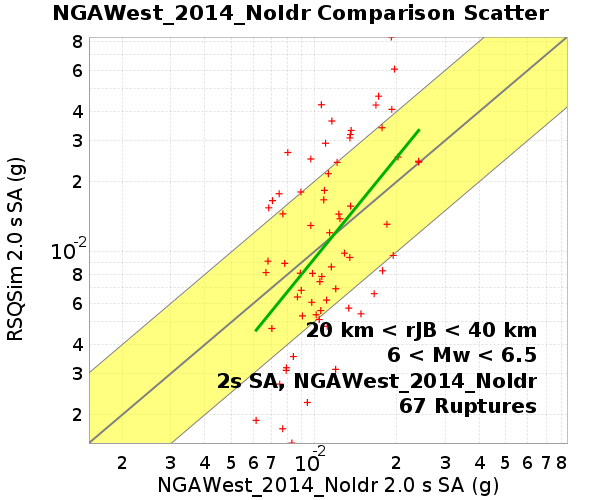 NGAWest_2014_NoIdr Comparison Scatter
RSQSim 2.0 s SA (g)
8
6
4
3
2
10-2
8
6
4
3
2
20 km < rJB < 40 km
6 < Mw < 6.5
2s SA, NGAWest_2014_NoIdr
67 Ruptures
2 3 4 5 6 7 10-2 2 3 4 5 6 7 8
NGAWest_2014_NoIdr 2.0 s SA (g)